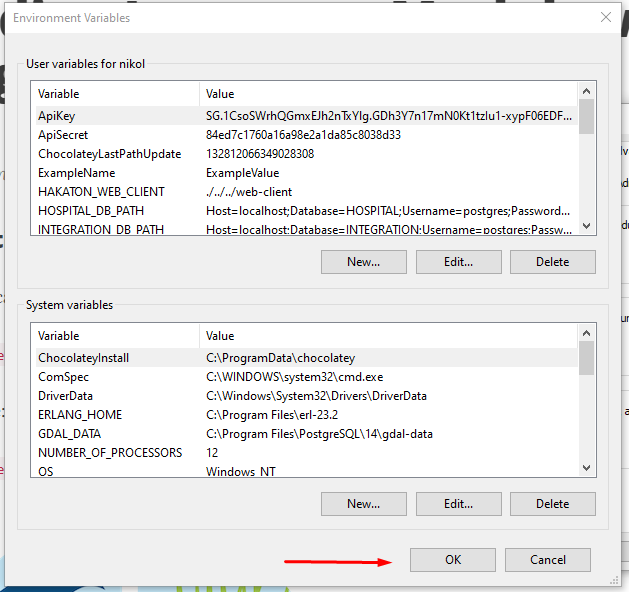 Environment Variables
User variables for nikol
Variable Value
ApiKey SG.1CsoSWrhQGmxEJh2nTxYIg.GDh3Y7n17mN0Kt1tzlu1-xypF06EDF...
ApiSecret 84ed7c1760a16a98e2a1da85c8038d33
ChocolateyLastPathUpdate 132812066349028308
ExampleName ExampleValue
HAKATON_WEB_CLIENT ./../../web-client
HOSPITAL_DB_PATH Host=localhost;Database=HOSPITAL;Username=postgres;Password...
INTEGRATION_DB_PATH Host=localhost;Database=INTEGRATION;Username=postgres;Passw...
New... Edit... Delete
System variables
Variable Value
ChocolateyInstall C:\ProgramData\chocolatey
ComSpec C:\WINDOWS\system32\cmd.exe
DriverData C:\Windows\System32\Drivers\DriverData
ERLANG_HOME C:\Program Files\erl-23.2
GDAL_DATA C:\Program Files\PostgreSQL\14\gdal-data
NUMBER_OF_PROCESSORS 12
OS Windows_NT
New... Edit... Delete
OK Cancel